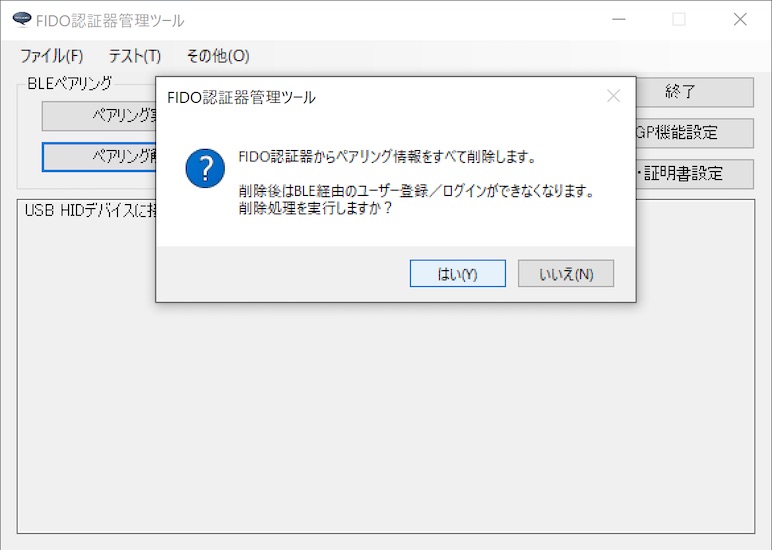 FIDO認証器管理ツール
ファイル(F) テスト(T) その他(O)
BLEペアリング
ペアリング
ペアリング
終了
GP機能設定
・証明書設定
USB HIDデバイスに
FIDO認証器管理ツール
FIDO認証器からペアリング情報をすべて削除します。
削除後はBLE経由のユーザー登録／ログインができなくなります。
削除処理を実行しますか？
はい(Y) いいえ(N)